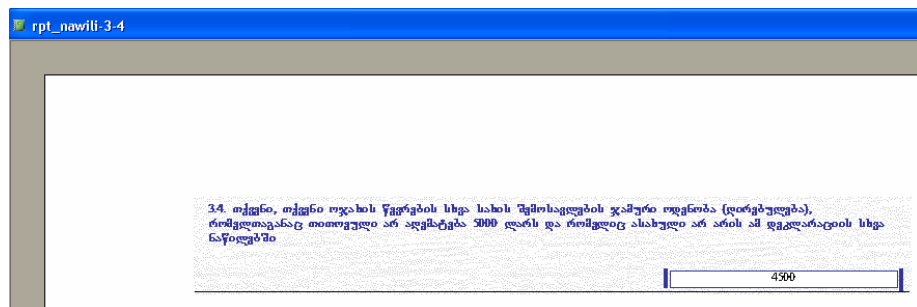 rpt_nawili-3-4
3.4. თქვენი, თქვენი ოჯახის წევრების სხვა სახის შემოსავლების ჯამური ოდენობა (ღირებულება),
რომელთაგანაც თითოეული არ აღემატება 5000 ლარს და რომელიც ასახული არ არის ამ დეკლარაციის სხვა
ნაწილებში
4500